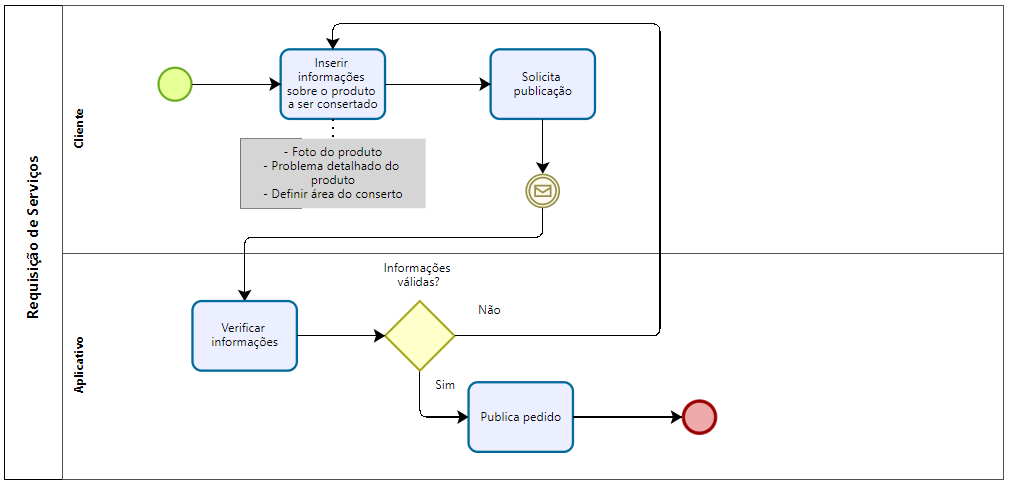 Requisição de Serviços
Cliente
Inserir
informações
sobre o produto
a ser consertado
Solicita
publicação
- Foto do produto
- Problema detalhado do
produto
- Definir área do conserto
Aplicativo
Verificar
informações
Informações
válidas?
Não
Sim
Publica pedido